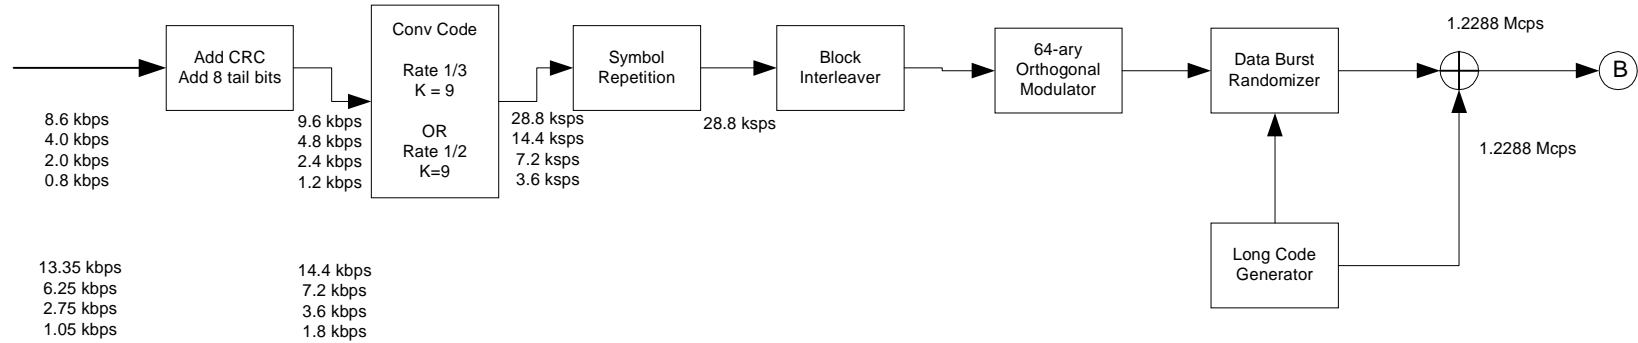 Add CRC
Add 8 tail bits
Conv Code
Rate 1/3
K = 9
OR
Rate 1/2
K=9
Symbol
Repetition
Block
Interleaver
64-ary
Orthogonal
Modulator
Data Burst
Randomizer
1.2288 Mcps
B
8.6 kbps
4.0 kbps
2.0 kbps
0.8 kbps
9.6 kbps
4.8 kbps
2.4 kbps
1.2 kbps
28.8 ksps
14.4 ksps
7.2 ksps
3.6 ksps
28.8 ksps
1.2288 Mcps
Long Code
Generator
13.35 kbps
6.25 kbps
2.75 kbps
1.05 kbps
14.4 kbps
7.2 kbps
3.6 kbps
1.8 kbps